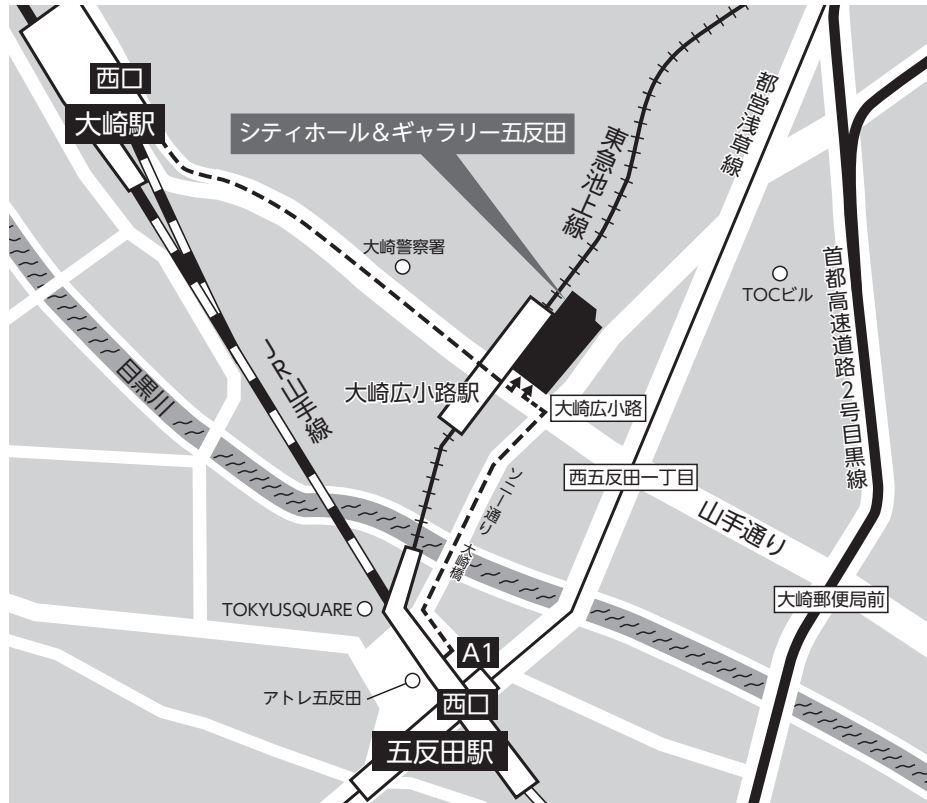 西口
大崎駅
シティホール&ギャラリー五反田
東急池上線
都営浅草線
大崎警察署
TOCビル
首都高速道路2号目黒線
JR山手線
目黒川
大崎広小路駅
大崎広小路
西五反田一丁目
ソニー通り
山手通り
大崎橋
大崎郵便局前
TOKYUSQUARE
A1
アトレ五反田
西口
五反田駅